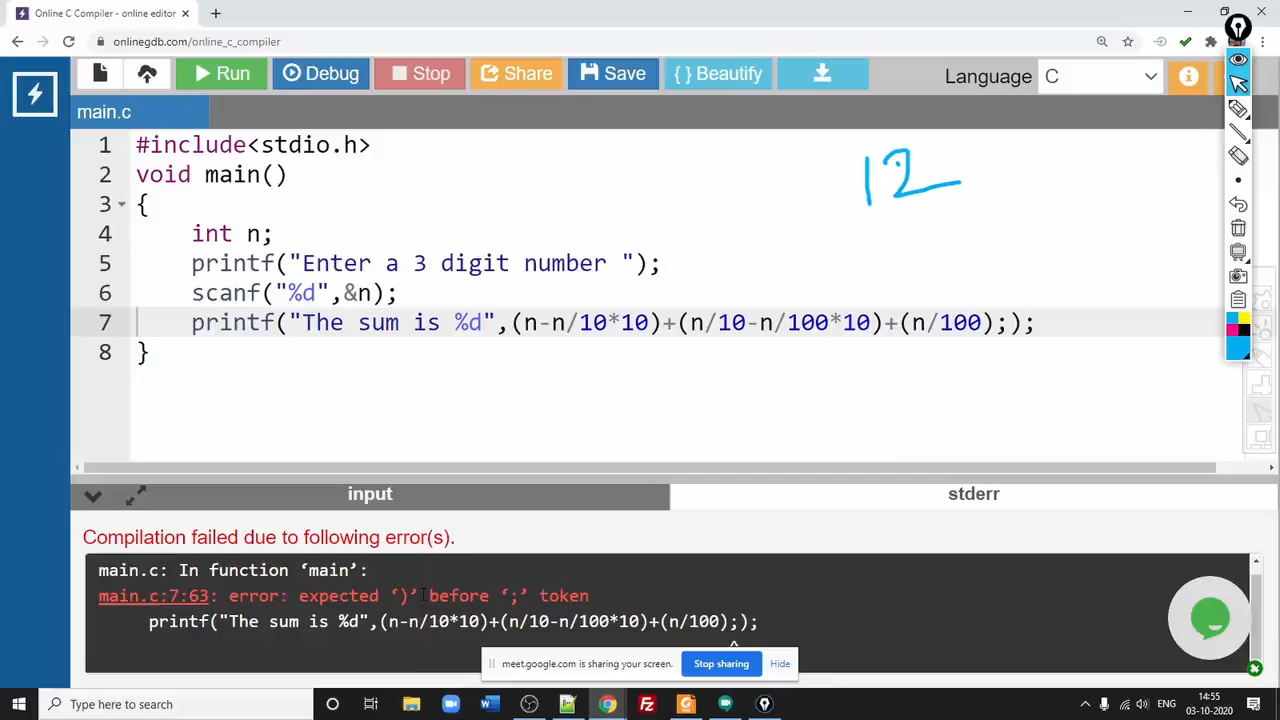 Online C Compiler - online editor
onlinegdb.com/online_c_compiler
Run Debug Stop Share Save { } Beautify Language C
main.c
12
1 #include<stdio.h>
2 void main()
3 {
4 int n;
5 printf("Enter a 3 digit number ");
6 scanf("%d",&n);
7 printf("The sum is %d",(n-n/10*10)+(n/10-n/100*10)+(n/100););
8 }
input stderr
Compilation failed due to following error(s).
main.c: In function ‘main’:
main.c:7:63: error: expected ‘)’ before ‘;’ token
printf("The sum is %d",(n-n/10*10)+(n/10-n/100*10)+(n/100););
^
meet.google.com is sharing your screen. Stop sharing Hide
Type here to search
ENG
14:55
03-10-2020